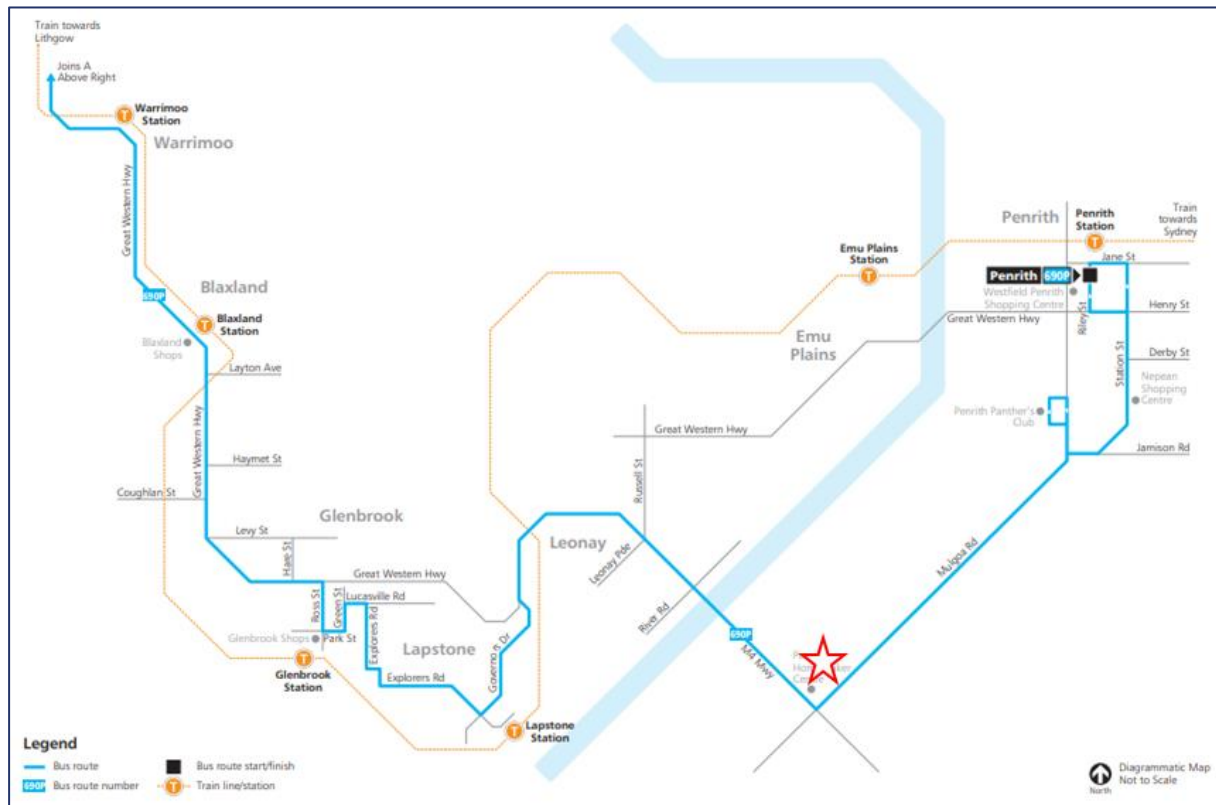 Train towards
Lithgow
Joins A
Above Right
T
Warrimoo
Station
Warrimoo
Great Western Hwy
690P
Blaxland
T
Blaxland
Station
Blaxland
Shops
Layton Ave
Great Western Hwy
Haymet St
Coughlan St
Levy St
Glenbrook
Hare St
Great Western Hwy
Ross St
Green St
Lucasville Rd
Glenbrook Shops
Park St
Explorers Rd
Lapstone
Explorers Rd
Governors Dr
T
Glenbrook
Station
T
Lapstone
Station
Leonay
Leonay Pde
Russell St
Great Western Hwy
River Rd
690P
M4 Mwy
Mulgoa Rd
Emu
Plains
Emu Plains
Station
T
Great Western Hwy
Penrith
Penrith
Station
T
Train
towards
Sydney
Jane St
Penrith 690P
Westfield Penrith
Shopping Centre
Riley St
Henry St
Derby St
Station St
Nepean
Shopping
Centre
Penrith Panther's
Club
Jamison Rd
Legend
Bus route
Bus route start/finish
690P Bus route number
T Train line/station
North
Diagrammatic Map
Not to Scale